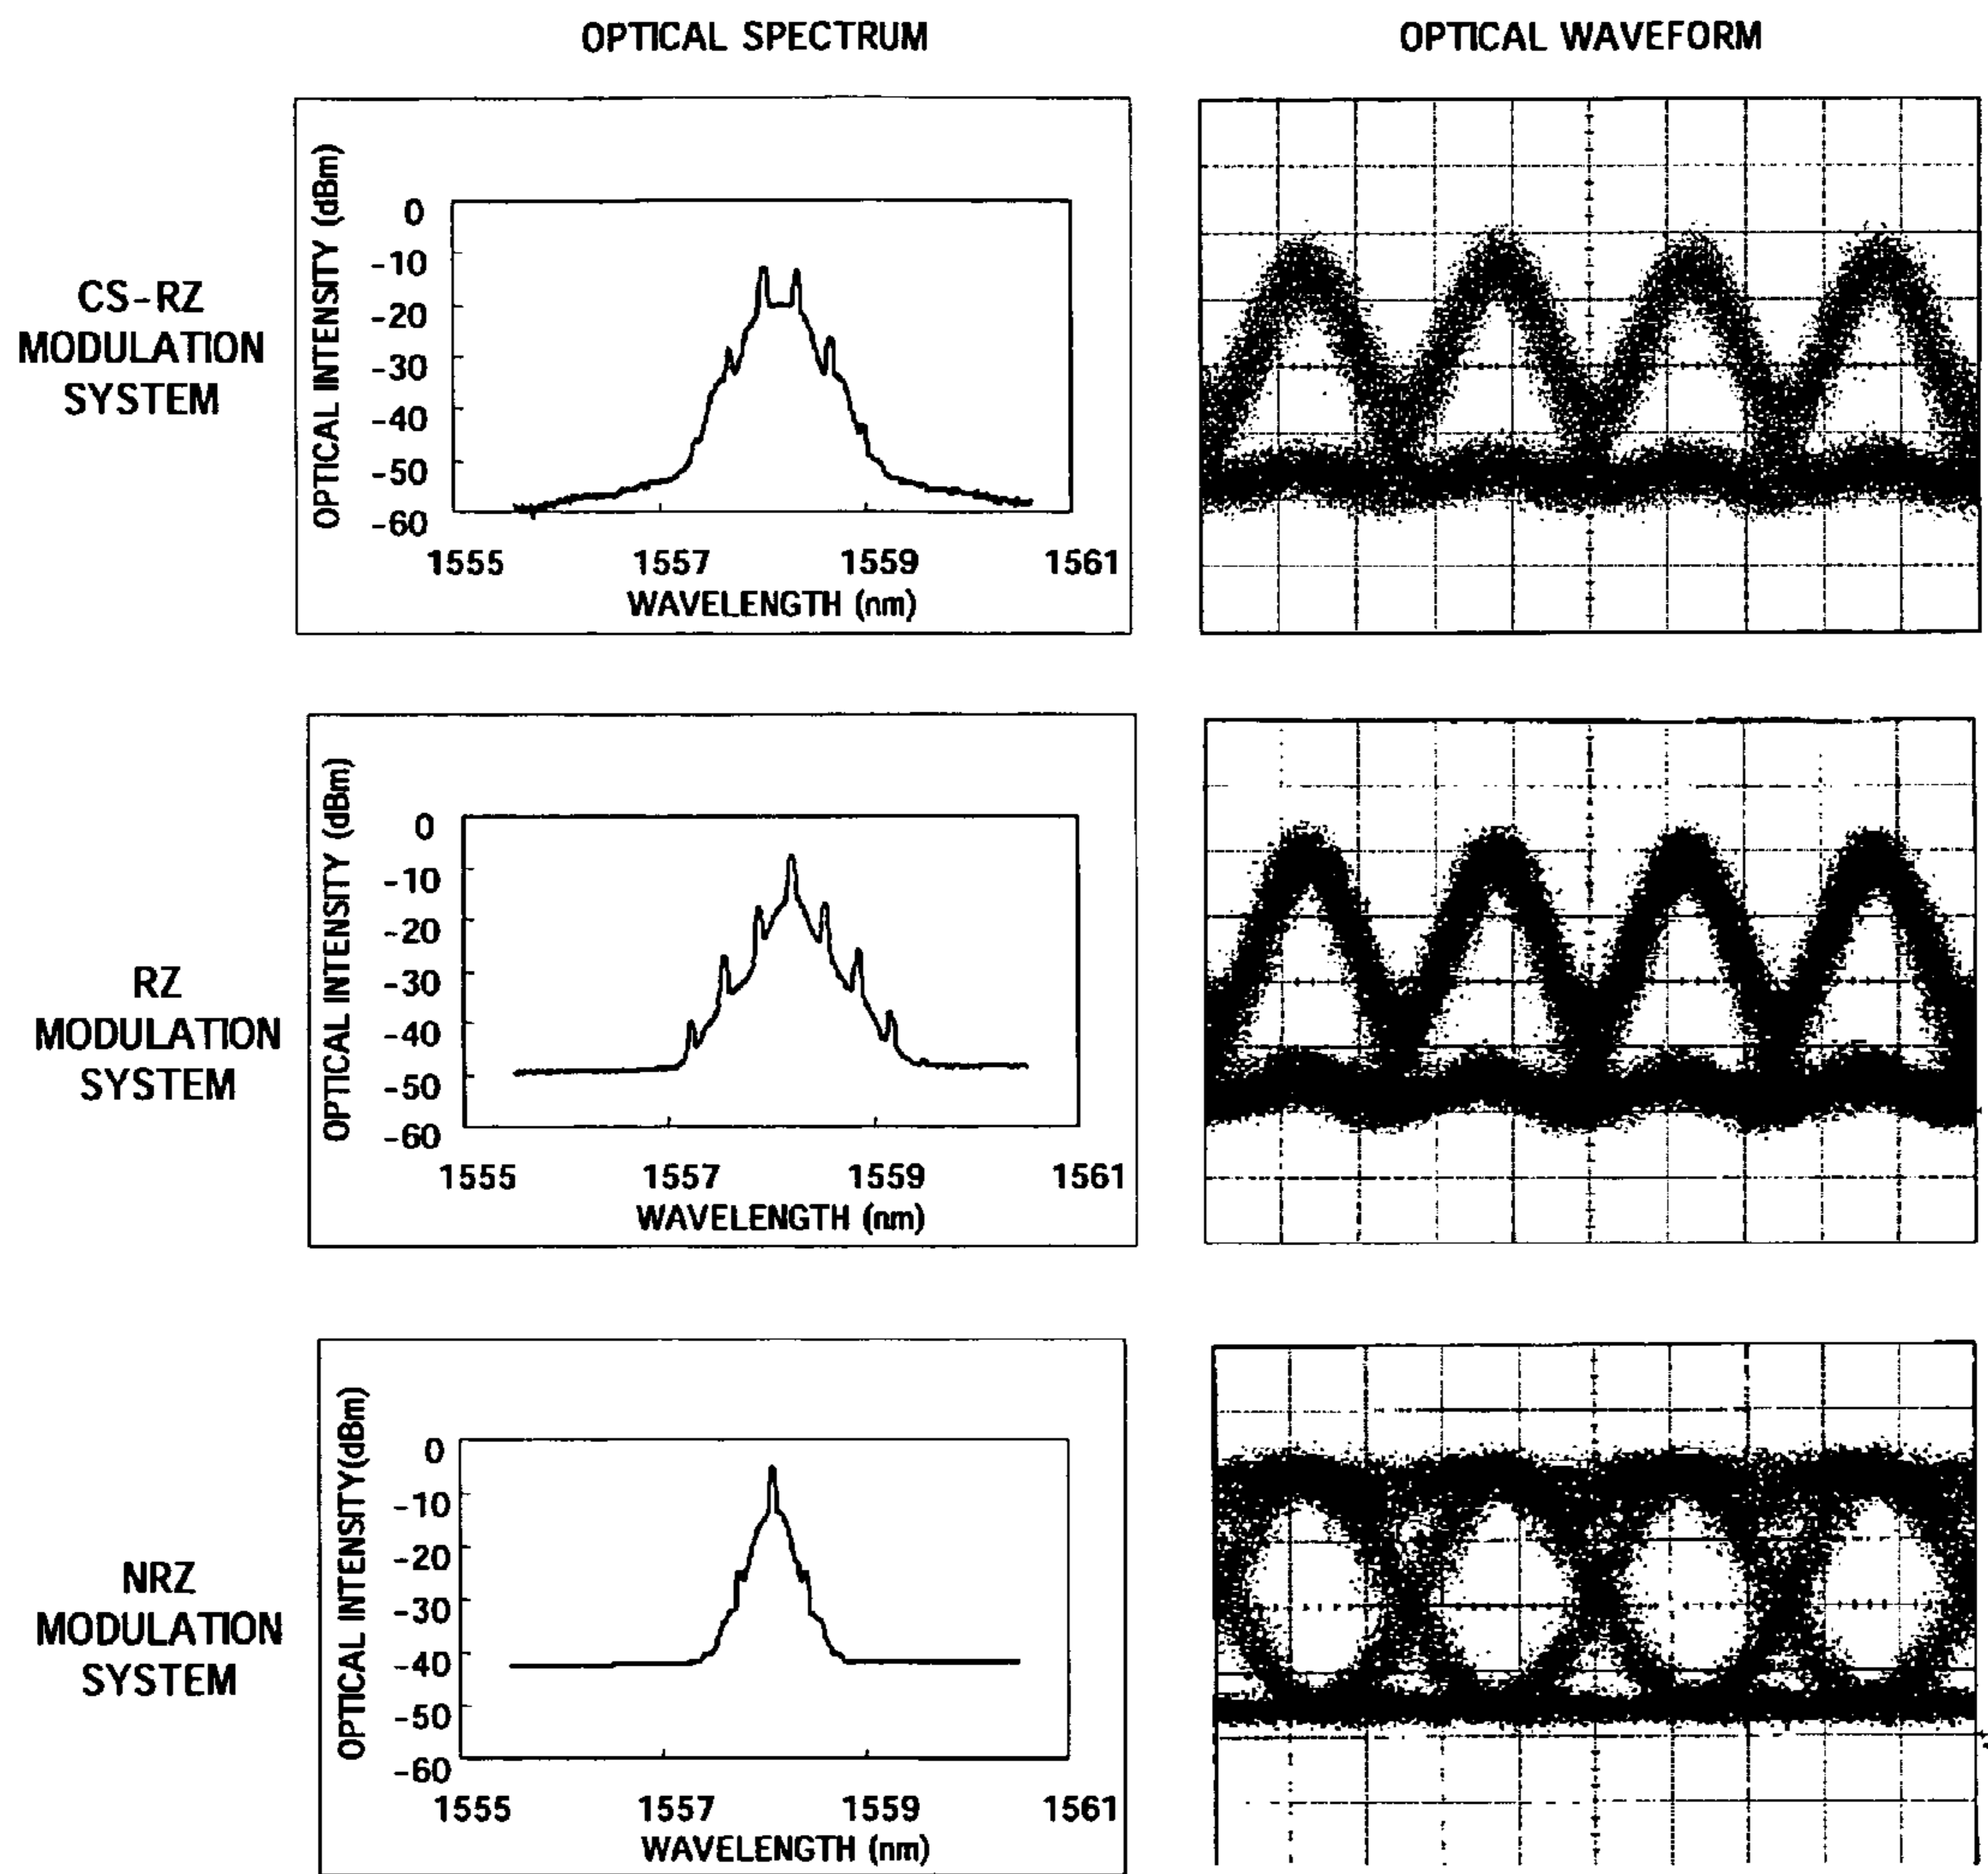 OPTICAL SPECTRUM
OPTICAL WAVEFORM
CS-RZ
MODULATION
SYSTEM
OPTICAL INTENSITY (dBm)
0
-10
-20
-30
-40
-50
-60
1555 1557 1559 1561
WAVELENGTH (nm)
RZ
MODULATION
SYSTEM
OPTICAL INTENSITY (dBm)
0
-10
-20
-30
-40
-50
-60
1555 1557 1559 1561
WAVELENGTH (nm)
NRZ
MODULATION
SYSTEM
OPTICAL INTENSITY(dBm)
0
-10
-20
-30
-40
-50
-60
1555 1557 1559 1561
WAVELENGTH (nm)